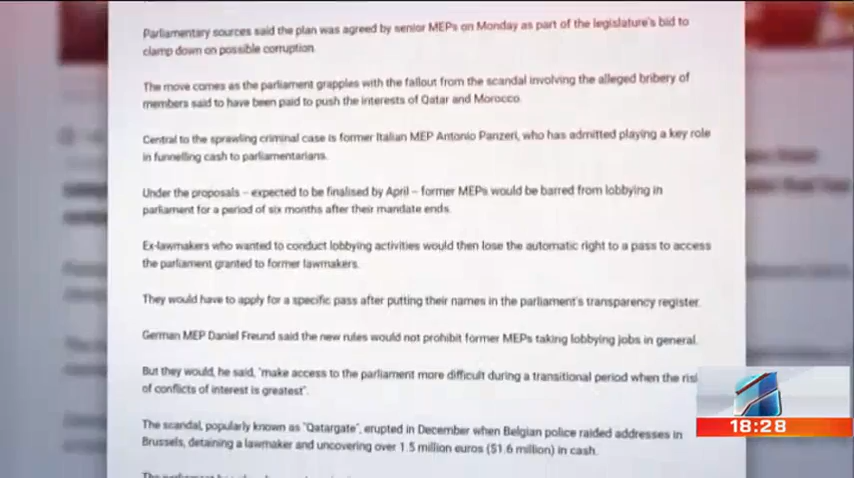 Parliamentary sources said the plan was agreed by senior MEPs on Monday as part of the legislature's bid to
clamp down on possible corruption.
The move comes as the parliament grapples with the fallout from the scandal involving the alleged bribery of
members said to have been paid to push the interests of Qatar and Morocco.
Central to the sprawling criminal case is former Italian MEP Antonio Panzeri, who has admitted playing a key role
in funnelling cash to parliamentarians.
Under the proposals – expected to be finalised by April – former MEPs would be barred from lobbying in
parliament for a period of six months after their mandate ends.
Ex-lawmakers who wanted to conduct lobbying activities would then lose the automatic right to a pass to access
the parliament granted to former lawmakers.
They would have to apply for a specific pass after putting their names in the parliament's transparency register.
German MEP Daniel Freund said the new rules would not prohibit former MEPs taking lobbying jobs in general.
But they would, he said, "make access to the parliament more difficult during a transitional period when the
of conflicts of interest is greatest".
The scandal, popularly known as "Qatargate", erupted in December when Belgian police raided addresses in
Brussels, detaining a lawmaker and uncovering over 1.5 million euros ($1.6 million) in cash.
18:28